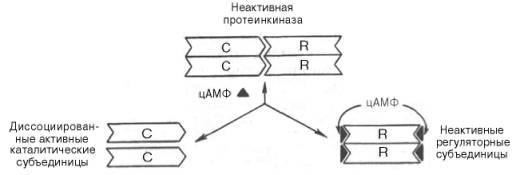 Неактивная
протеинкиназа
C R
C R
цАМФ
цАМФ
Диссоциирован-
ные активные
каталитические
субъединицы
C
C
R
R
Неактивные
регуляторные
субъединицы